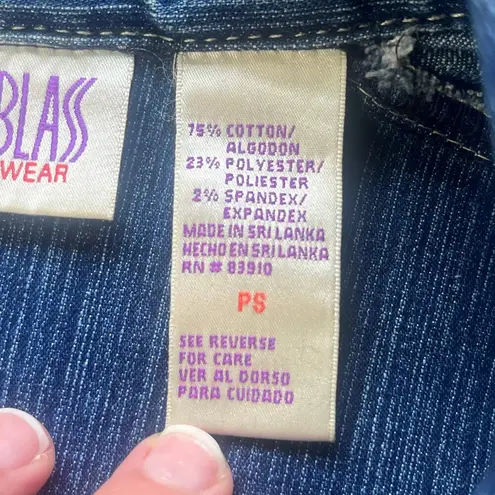 BLASS
WEAR
75% COTTON/
ALGODON
23% POLYESTER/
POLIESTER
2% SPANDEX/
EXPANDEX
MADE IN SRI LANKA
HECHO EN SRI LANKA
RN # 83910
PS
SEE REVERSE
FOR CARE
VER AL DORSO
PARA CUIDADO